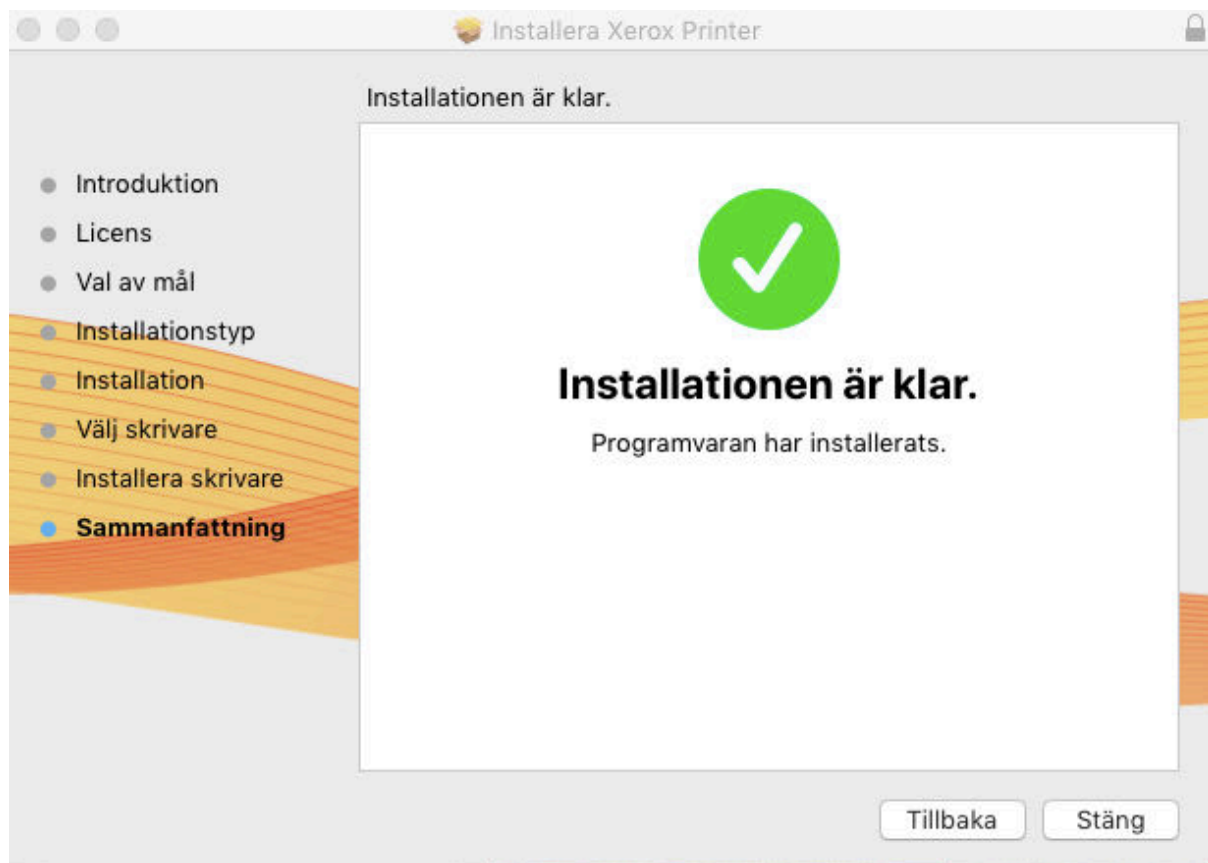 Installera Xerox Printer
Installationen är klar.
Introduktion
Licens
Val av mål
Installationstyp
Installation
Välj skrivare
Installera skrivare
Sammanfattning
Installationen är klar.
Programvaran har installerats.
Tillbaka
Stäng